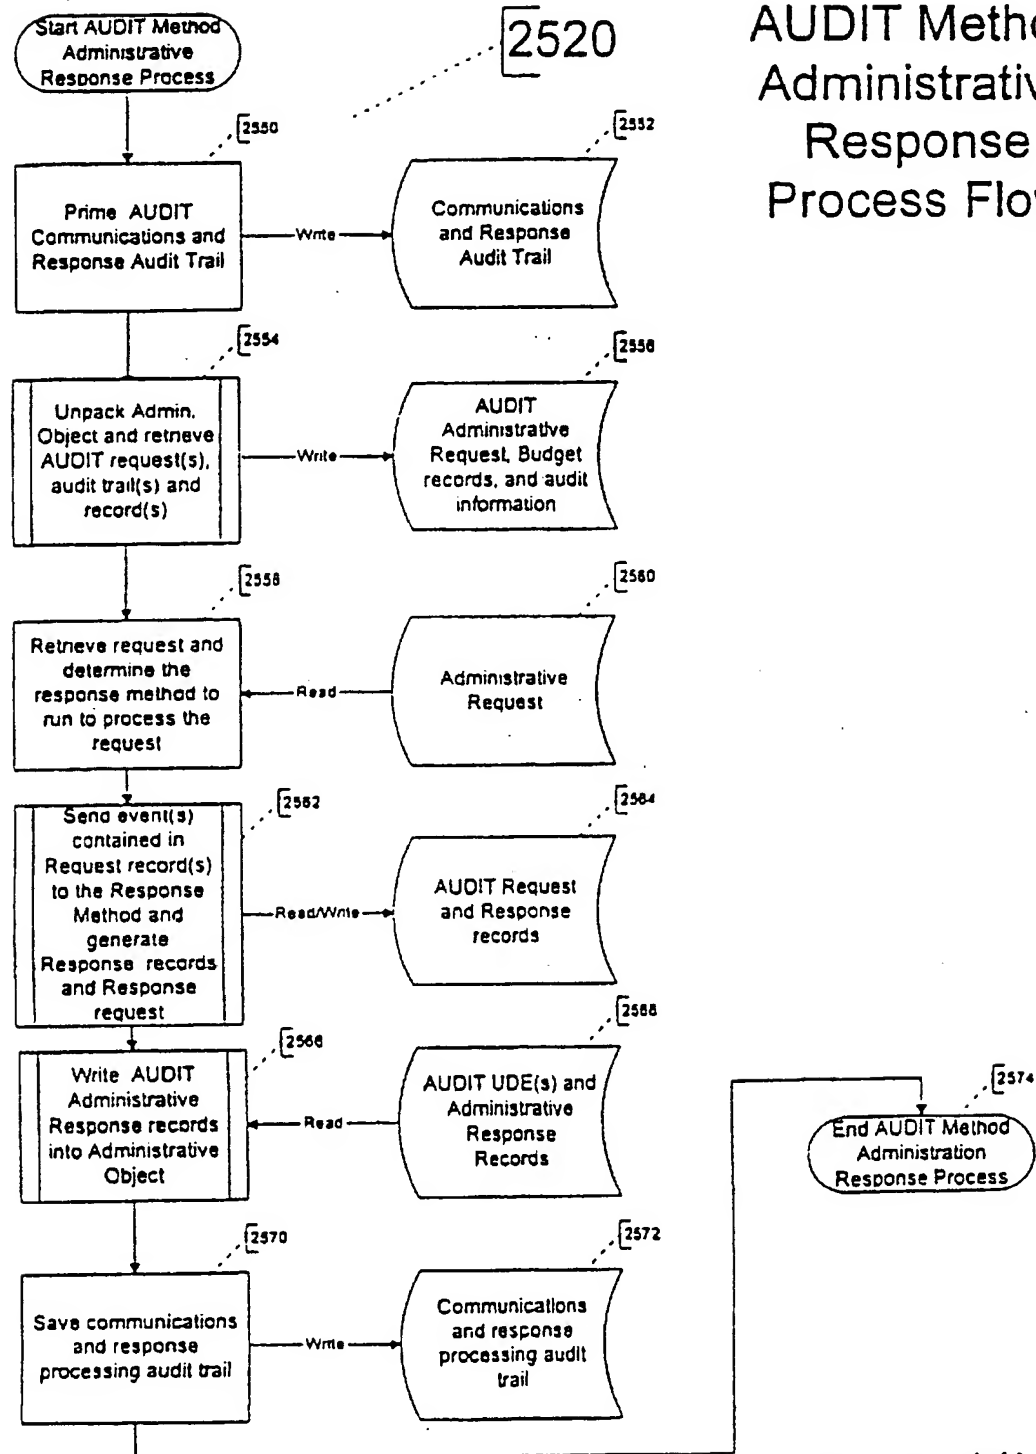 Start AUDIT Method
Administrative
Response Process
2520
AUDIT Metho
Administrativ
Response
Process Flo
2550
Prime AUDIT
Communications and
Response Audit Trail
Write
2552
Communications
and Response
Audit Trail
2554
Unpack Admin.
Object and retrieve
AUDIT request(s),
audit trail(s) and
record(s)
Write
2556
AUDIT
Administrative
Request, Budget
records, and audit
information
2558
Retrieve request and
determine the
response method to
run to process the
request
Read
2560
Administrative
Request
2562
Send event(s)
contained in
Request record(s)
to the Response
Method and
generate
Response records
and Response
request
Read/Write
2564
AUDIT Request
and Response
records
2566
Write AUDIT
Administrative
Response records
into Administrative
Object
Read
2568
AUDIT UDE(s) and
Administrative
Response
Records
2570
Save communications
and response
processing audit trail
Write
2572
Communications
and response
processing audit
trail
2574
End AUDIT Method
Administration
Response Process